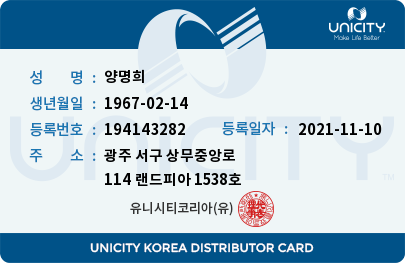 UNICITY
Make Life Better
성 명 : 양명희
생년월일 : 1967-02-14
등록번호 : 194143282 등록일자 : 2021-11-10
주 소 : 광주 서구 상무중앙로
114 랜드피아 1538호
유니시티코리아(유)
UNICITY
UNICITY KOREA DISTRIBUTOR CARD